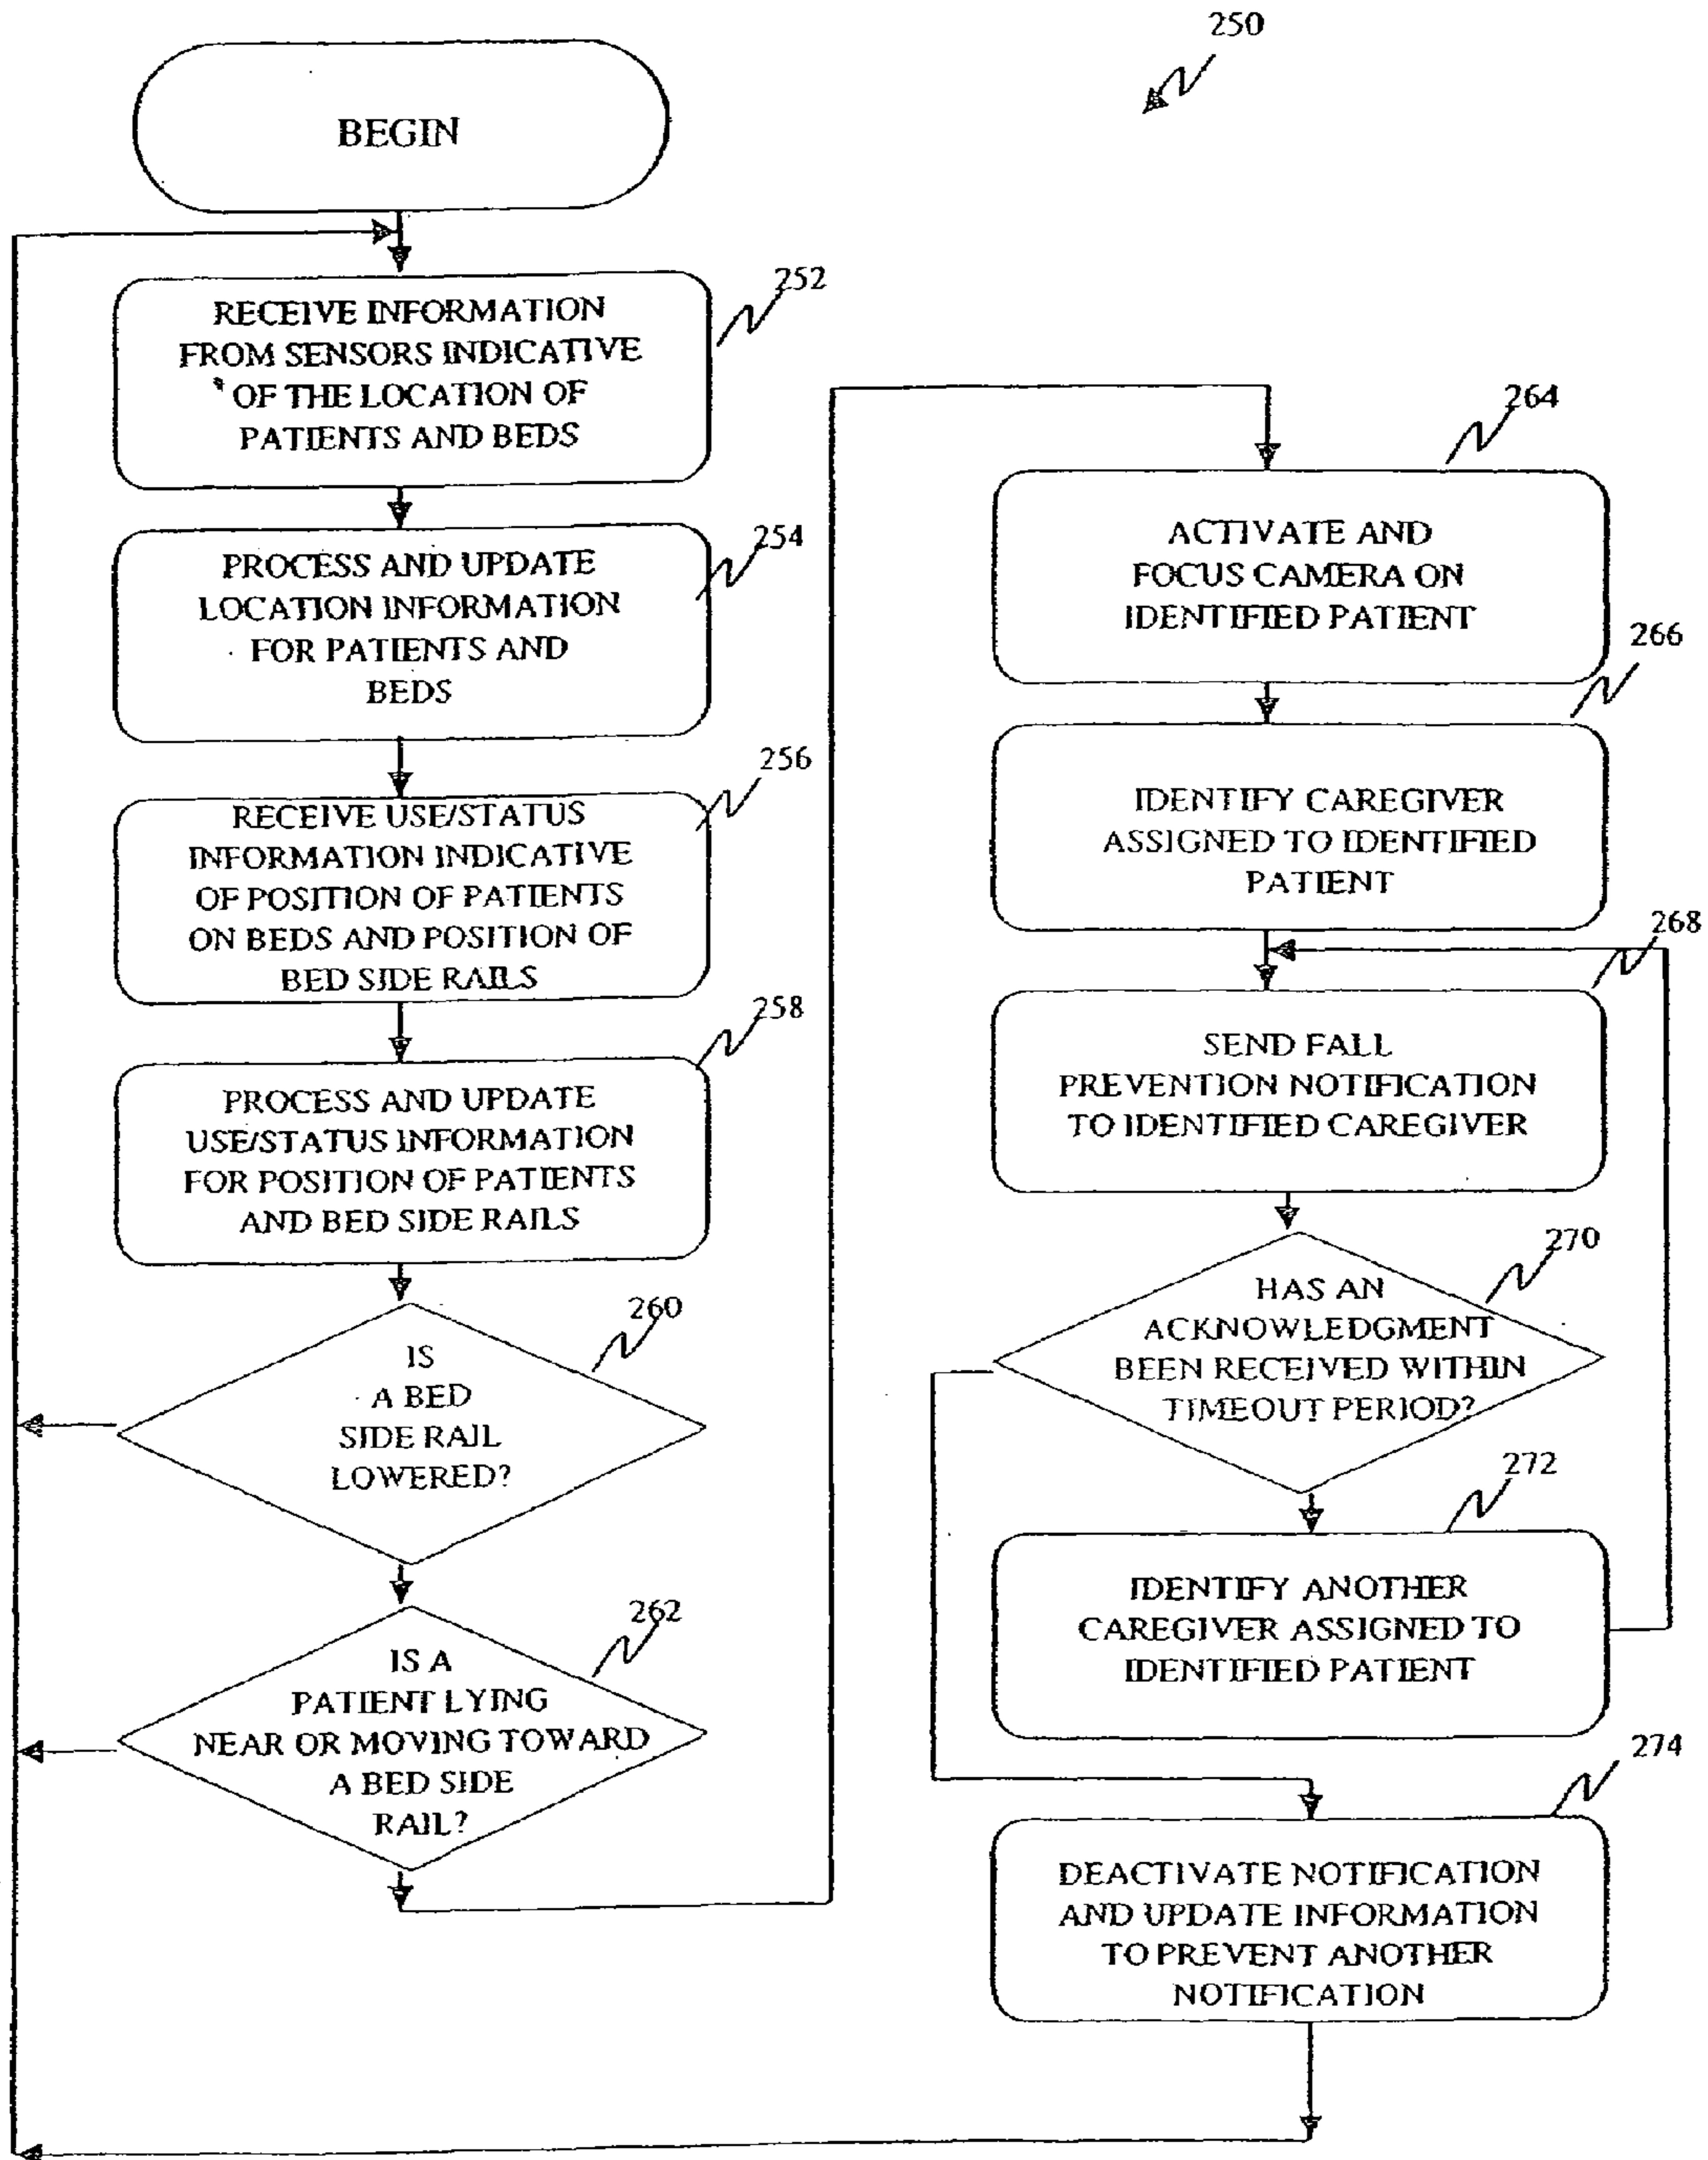 250
BEGIN
252
RECEIVE INFORMATION
FROM SENSORS INDICATIVE
OF THE LOCATION OF
PATIENTS AND BEDS
254
PROCESS AND UPDATE
LOCATION INFORMATION
FOR PATIENTS AND
BEDS
256
RECEIVE USE/STATUS
INFORMATION INDICATIVE
OF POSITION OF PATIENTS
ON BEDS AND POSITION OF
BED SIDE RAILS
258
PROCESS AND UPDATE
USE/STATUS INFORMATION
FOR POSITION OF PATIENTS
AND BED SIDE RAILS
260
IS
A BED
SIDE RAIL
LOWERED?
262
IS A
PATIENT LYING
NEAR OR MOVING TOWARD
A BED SIDE
RAIL?
264
ACTIVATE AND
FOCUS CAMERA ON
IDENTIFIED PATIENT
266
IDENTIFY CAREGIVER
ASSIGNED TO IDENTIFIED
PATIENT
268
SEND FALL
PREVENTION NOTIFICATION
TO IDENTIFIED CAREGIVER
270
HAS AN
ACKNOWLEDGMENT
BEEN RECEIVED WITHIN
TIMEOUT PERIOD?
272
IDENTIFY ANOTHER
CAREGIVER ASSIGNED TO
IDENTIFIED PATIENT
274
DEACTIVATE NOTIFICATION
AND UPDATE INFORMATION
TO PREVENT ANOTHER
NOTIFICATION